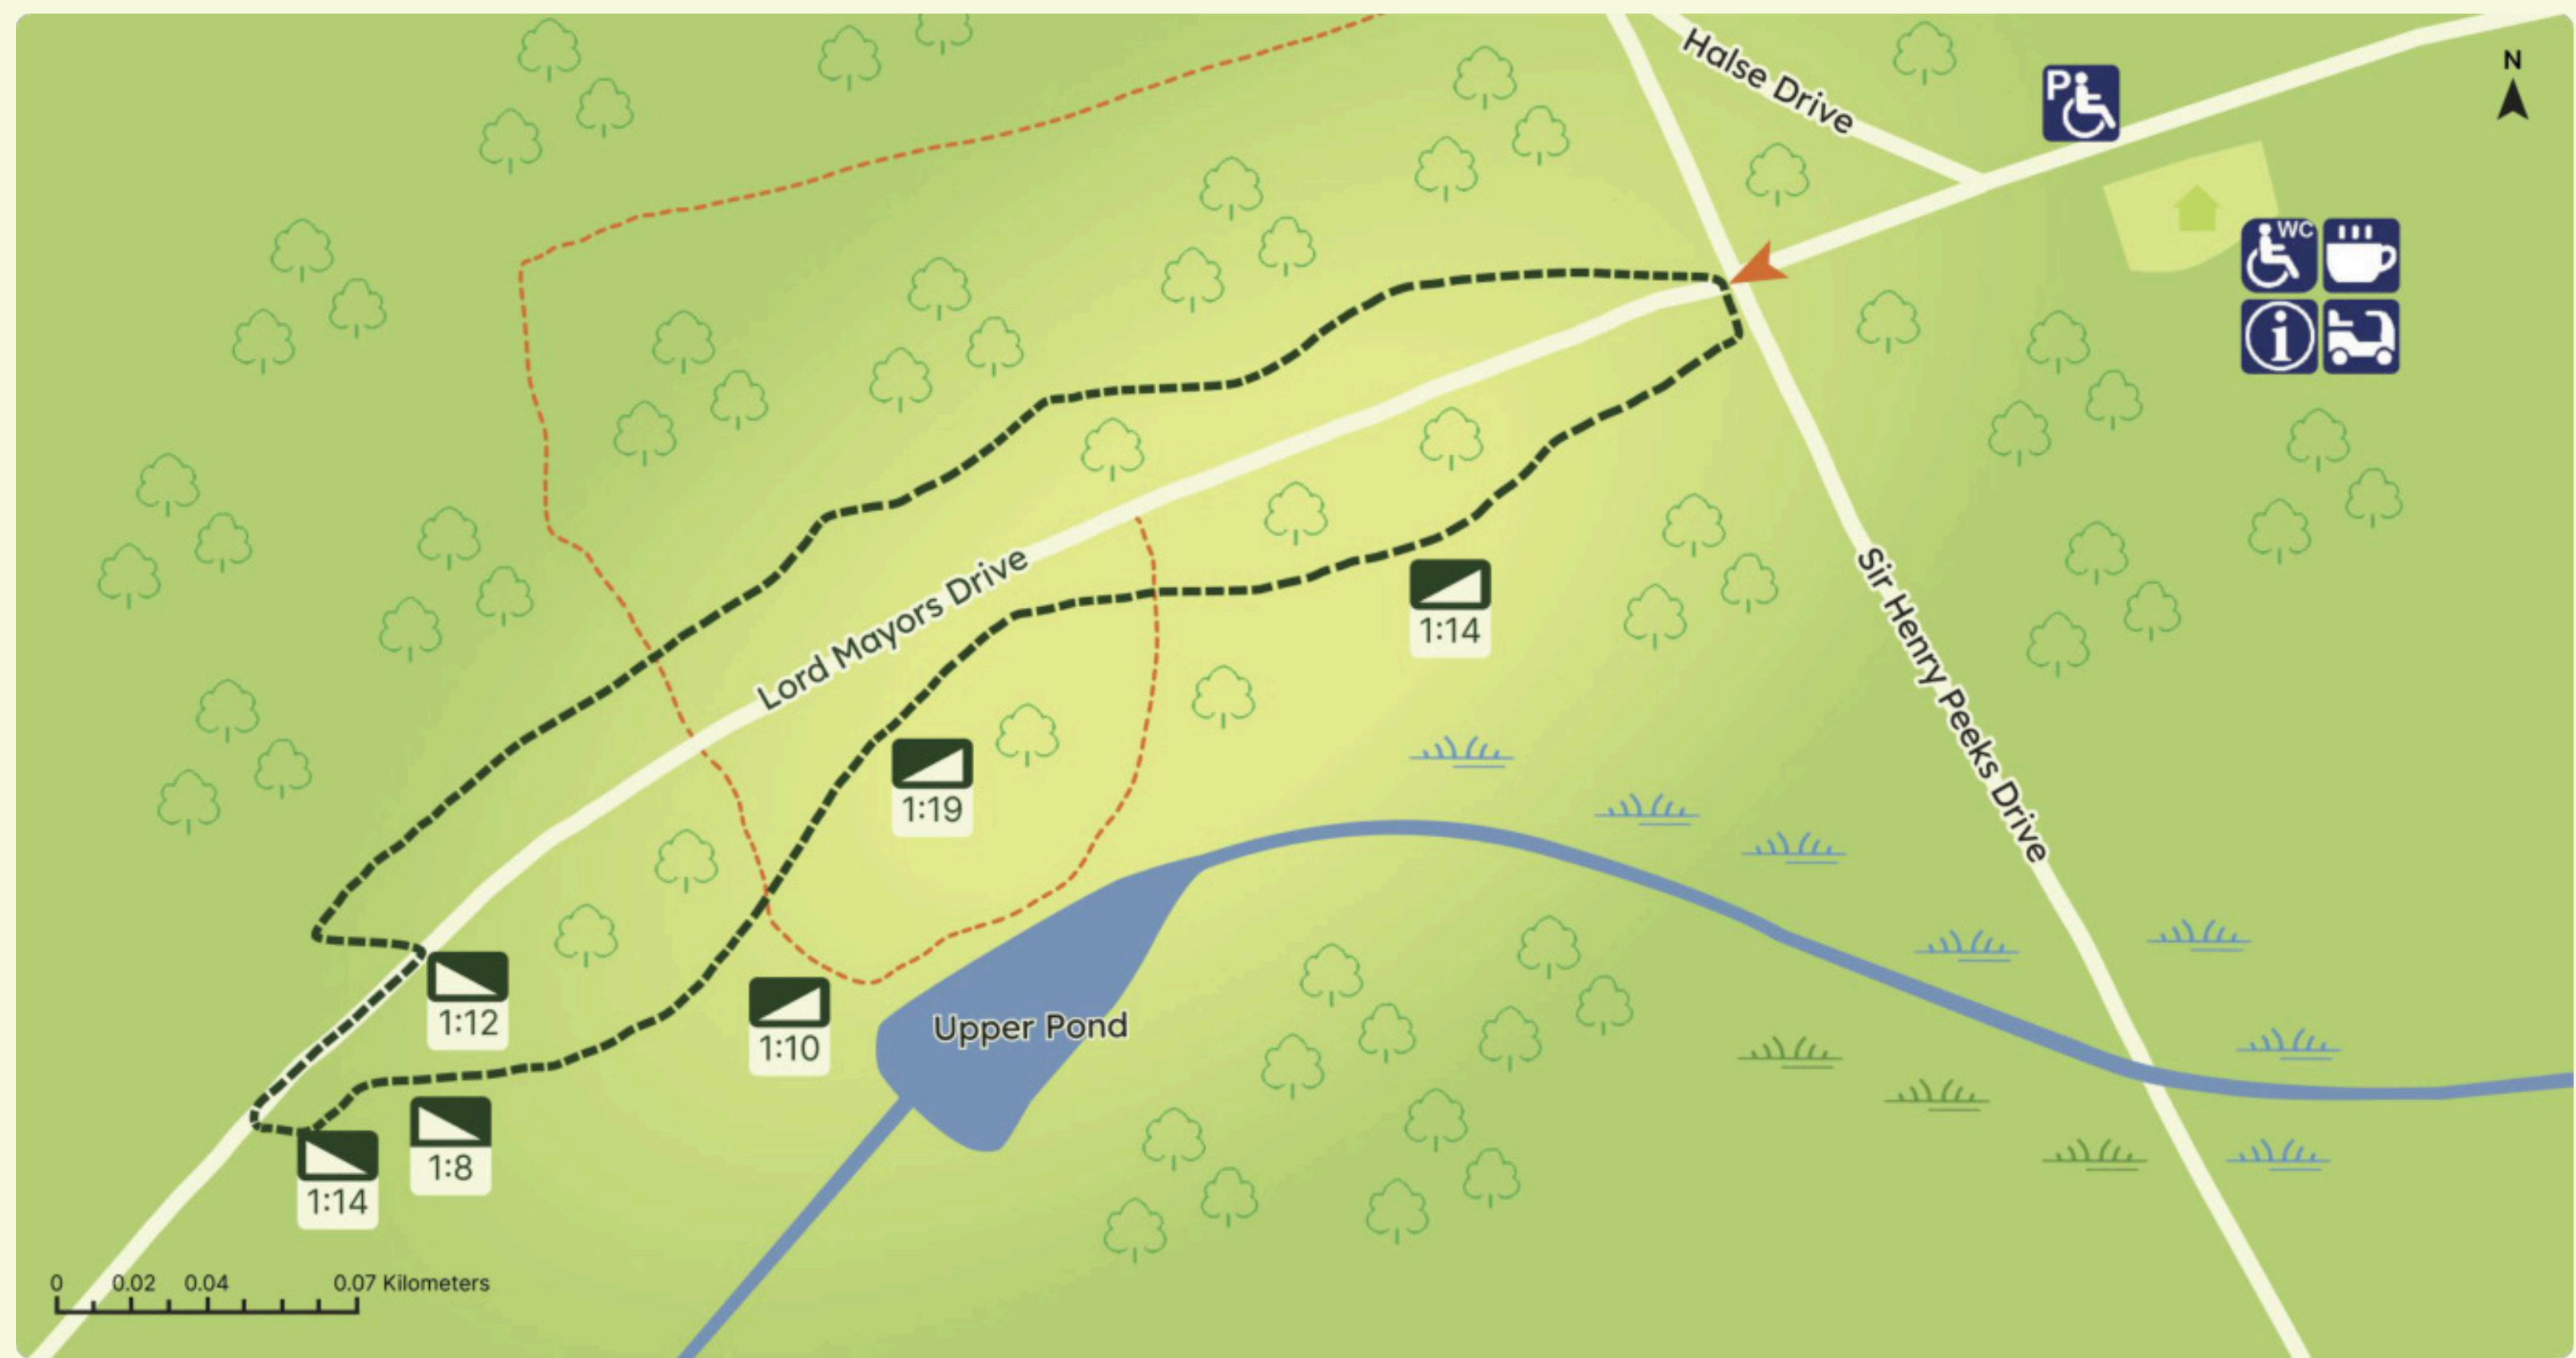 Halse Drive
P
N
WC
i
Sir Henry Peeks Drive
Lord Mayors Drive
1:14
1:19
1:12
1:10
Upper Pond
1:8
1:14
0 0.02 0.04 0.07 Kilometers